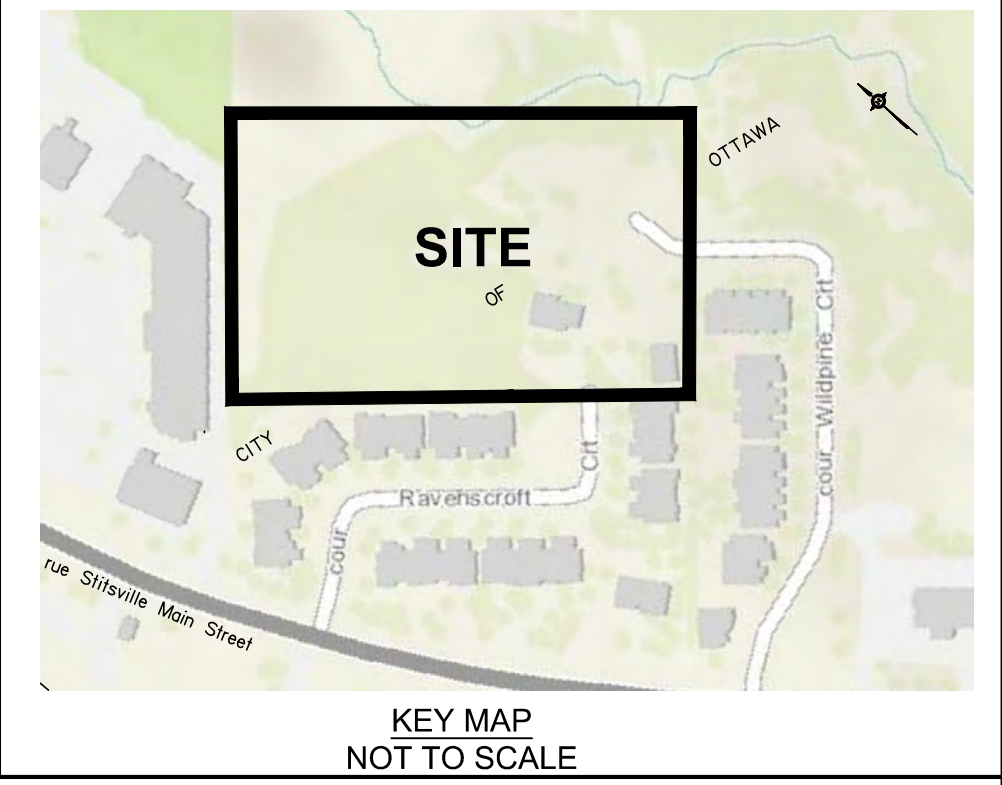 OTTAWA
SITE
OF
cour Wildpine Crt
CITY
Crt
Ravenscroft
cour
rue Stitsville Main Street
KEY MAP
NOT TO SCALE